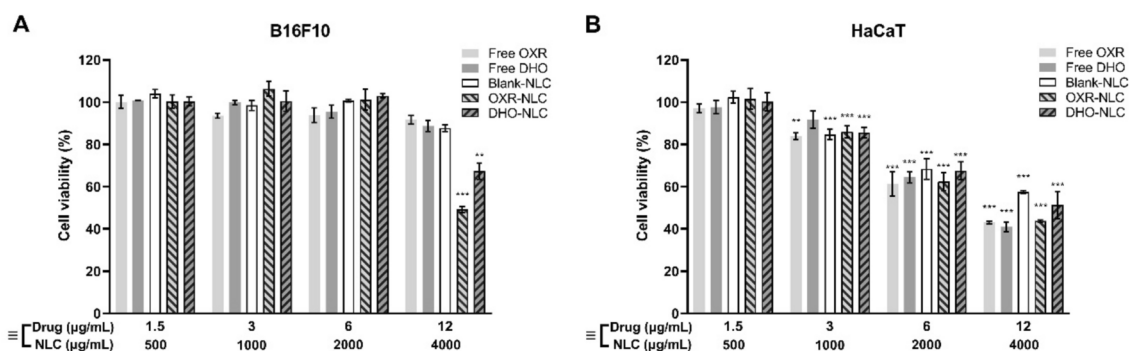 A
B16F10
Free OXR
Free DHO
Blank-NLC
OXR-NLC
DHO-NLC
Cell viability (%)
120
100
80
60
40
20
0
***
**
Drug (µg/mL) 1.5 3 6 12
≡
NLC (µg/mL) 500 1000 2000 4000
B
HaCaT
Free OXR
Free DHO
Blank-NLC
OXR-NLC
DHO-NLC
Cell viability (%)
120
100
80
60
40
20
0
** *** *** ***
*** *** *** *** ***
*** *** *** *** ***
Drug (µg/mL) 1.5 3 6 12
≡
NLC (µg/mL) 500 1000 2000 4000